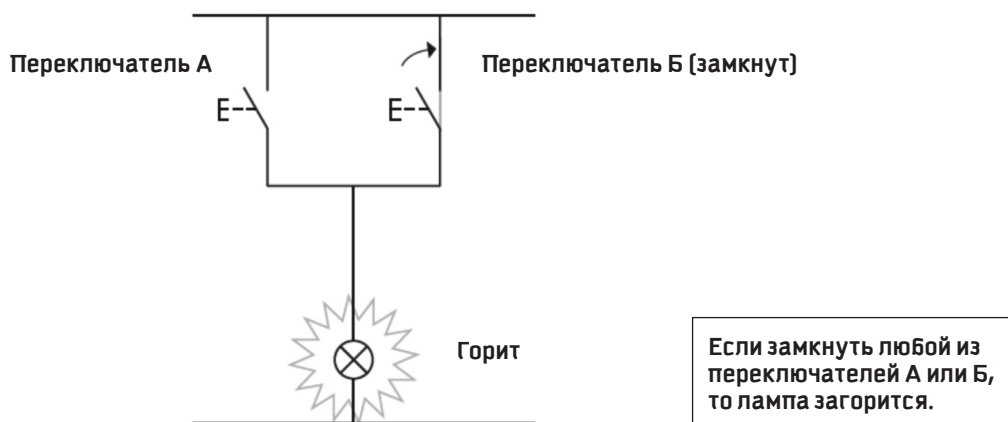 Переключатель А
Переключатель Б (замкнут)
E
E
Горит
Если замкнуть любой из
переключателей А или Б,
то лампа загорится.